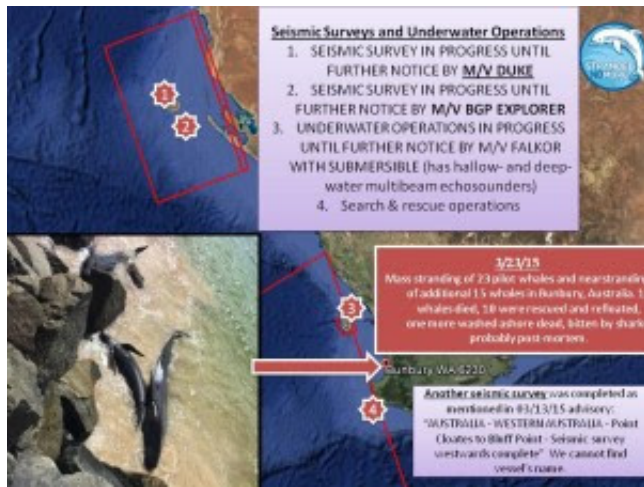 Seismic Surveys and Underwater Operations
1. SEISMIC SURVEY IN PROGRESS UNTIL
FURTHER NOTICE BY M/V DUKE
2. SEISMIC SURVEY IN PROGRESS UNTIL
FURTHER NOTICE BY M/V BGP EXPLORER
3. UNDERWATER OPERATIONS IN PROGRESS
UNTIL FURTHER NOTICE BY M/V FALKOR
WITH SUBMERSIBLE (has hallow- and deep-
water multibeam echosounders)
4. Search & rescue operations
STRANDED
NO MORE
1
2
3/23/15
Mass stranding of 23 pilot whales and near stranding
of additional 15 whales in Bunbury, Australia.
whales died, 10 were rescued and refloated
one more washed ashore dead, bitten by
probably post-mortem.
3
Bunbury WA 6230
4
Another seismic survey was completed as
mentioned in 03/13/15 advisory:
"AUSTRALIA - WESTERN AUSTRALIA - Point
Cloates to Bluff Point - Seismic survey
westwards complete" We cannot find
vessel's name.